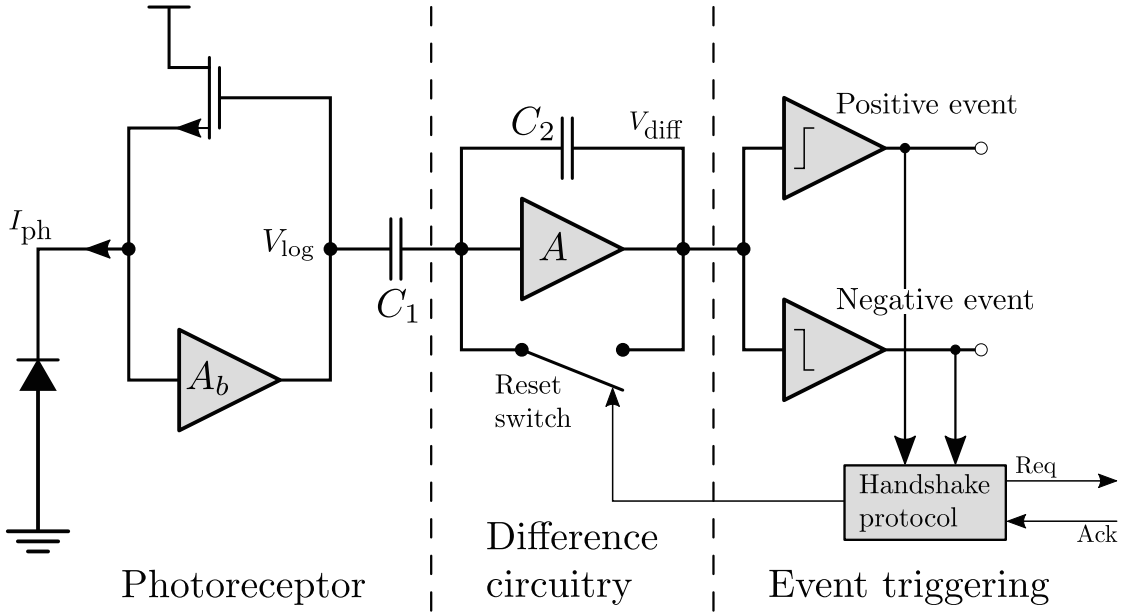 Positive event
C2
Vdiff
Iph
Vlog
A
C1
Negative event
Ab
Reset
switch
Handshake
protocol
Req
Ack
Difference
circuitry
Photoreceptor
Event triggering